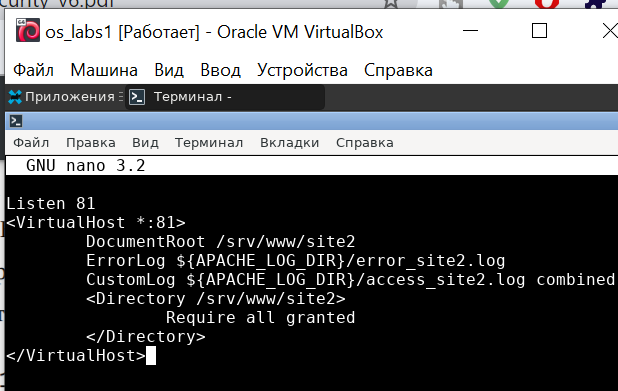 curity_v6.pdf
os_labs1 [Работает] - Oracle VM VirtualBox
Файл Машина Вид Ввод Устройства Справка
Приложения Терминал -
Файл Правка Вид Терминал Вкладки Справка
GNU nano 3.2
Listen 81
<VirtualHost *:81>
DocumentRoot /srv/www/site2
ErrorLog ${APACHE_LOG_DIR}/error_site2.log
CustomLog ${APACHE_LOG_DIR}/access_site2.log combined
<Directory /srv/www/site2>
Require all granted
</Directory>
</VirtualHost>